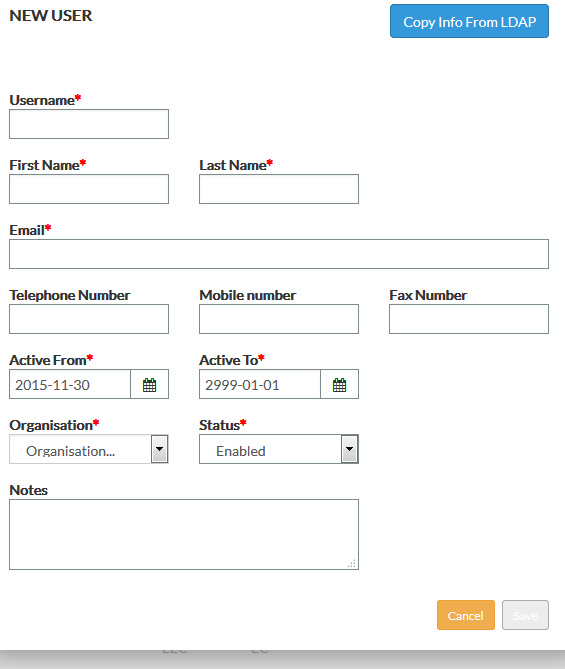 NEW USER
Copy Info From LDAP
Username*
First Name* Last Name*
Email*
Telephone Number Mobile number Fax Number
Active From* Active To*
2015-11-30 2999-01-01
Organisation* Status*
Organisation... Enabled
Notes
Cancel Save